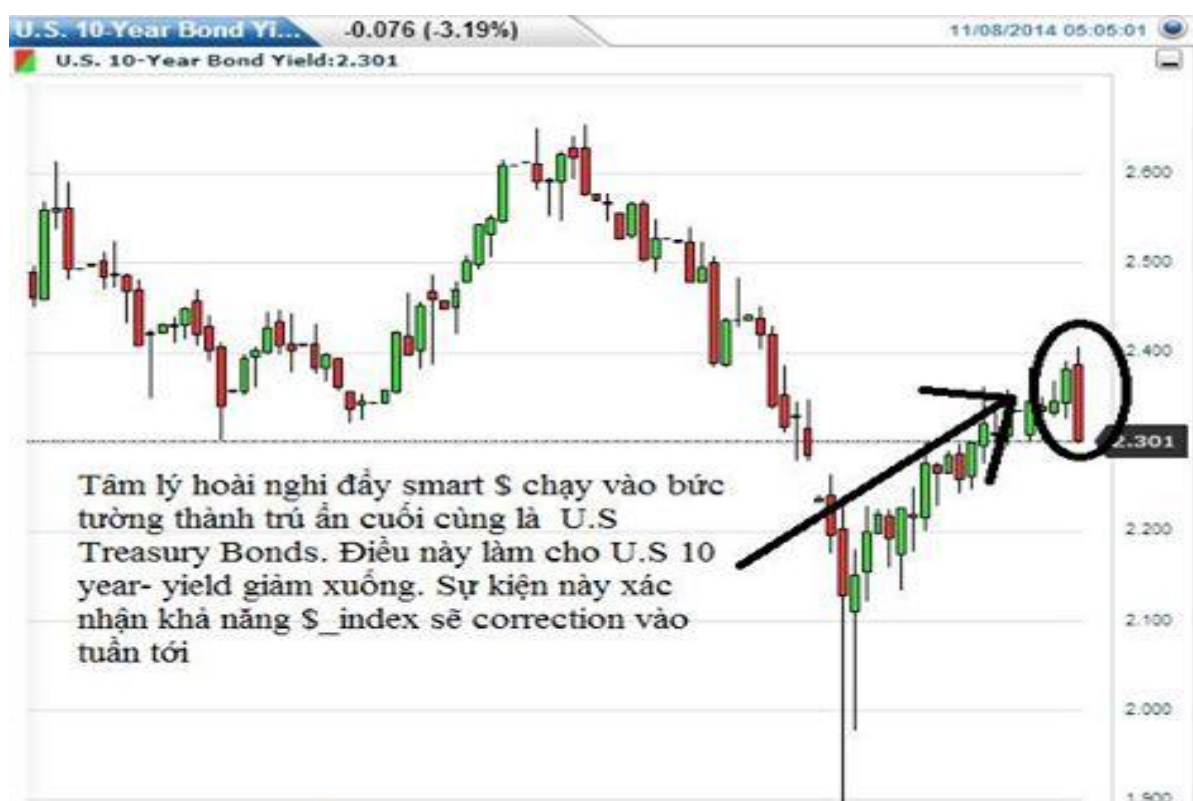 U.S. 10-Year Bond Yi... -0.076 (-3.19%) 11/08/2014 05:05:01
U.S. 10-Year Bond Yield:2.301
2.600
2.500
2.400
2.301
2.200
2.100
2.000
1.900
Tâm lý hoài nghi đẩy smart $ chạy vào bức
tường thành trú ẩn cuối cùng là U.S
Treasury Bonds. Điều này làm cho U.S 10
year- yield giảm xuống. Sự kiện này xác
nhận khả năng $_index sẽ correction vào
tuần tới